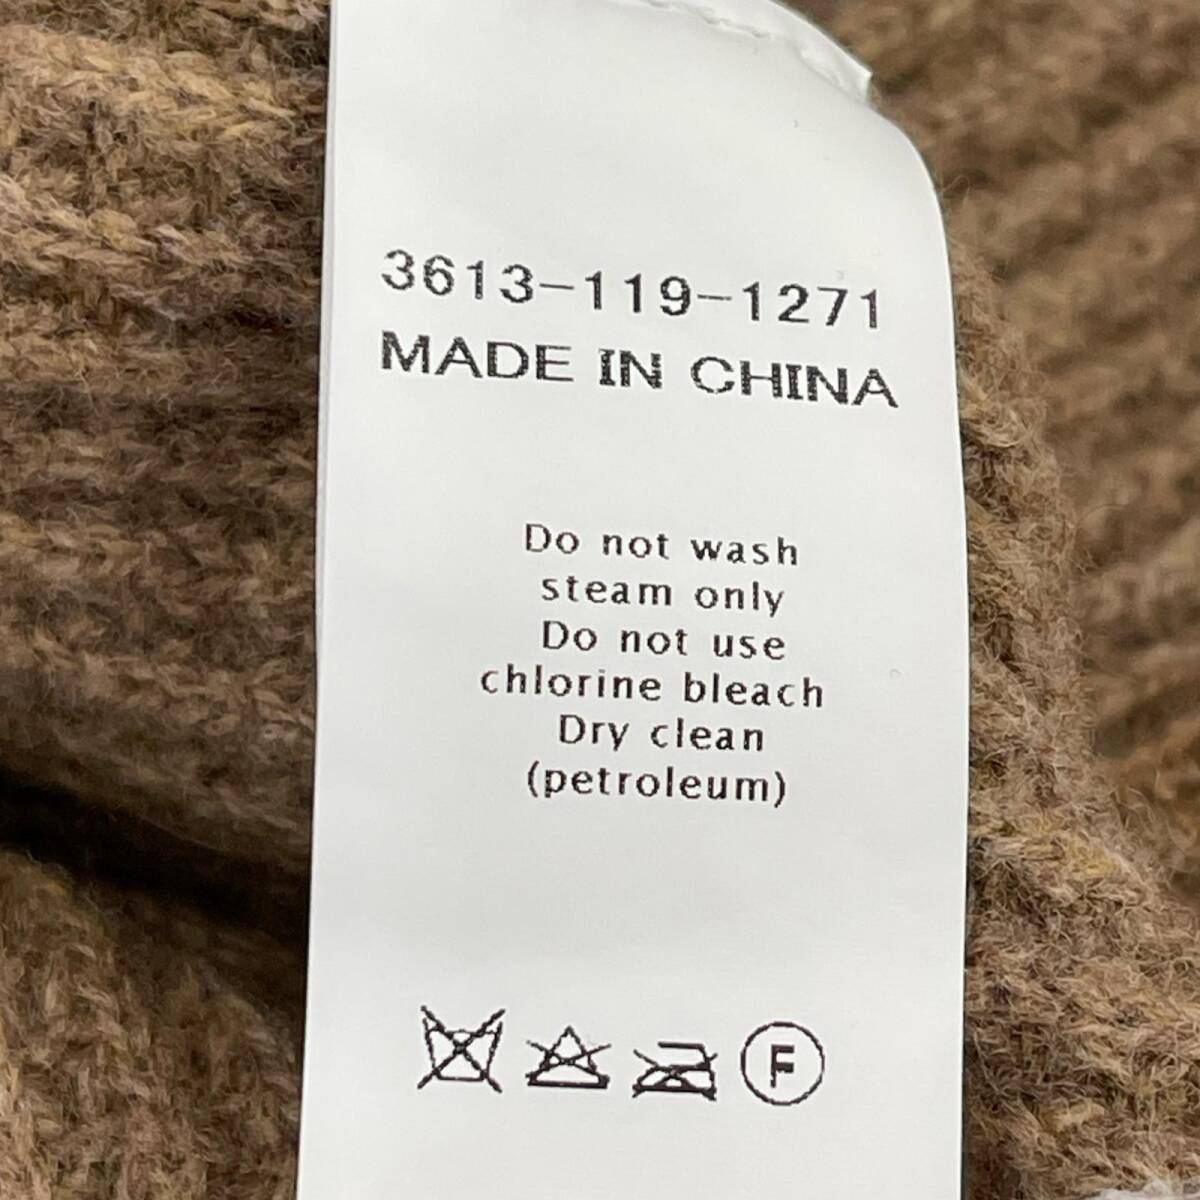 3613-119-1271
MADE IN CHINA
Do not wash
steam only
Do not use
chlorine bleach
Dry clean
(petroleum)
F